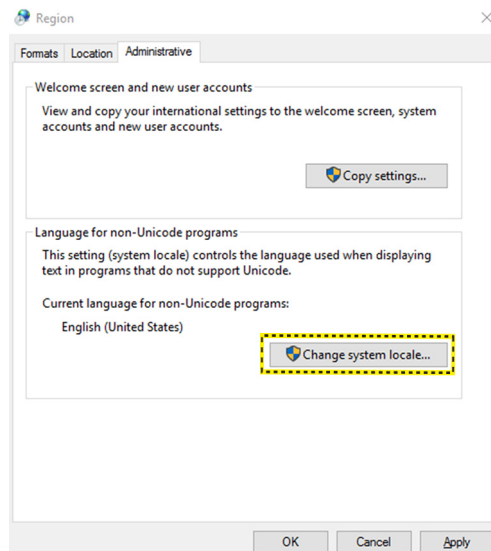 Region
Formats Location Administrative
Welcome screen and new user accounts
View and copy your international settings to the welcome screen, system
accounts and new user accounts.
Copy settings...
Language for non-Unicode programs
This setting (system locale) controls the language used when displaying
text in programs that do not support Unicode.
Current language for non-Unicode programs:
English (United States)
Change system locale...
OK Cancel Apply